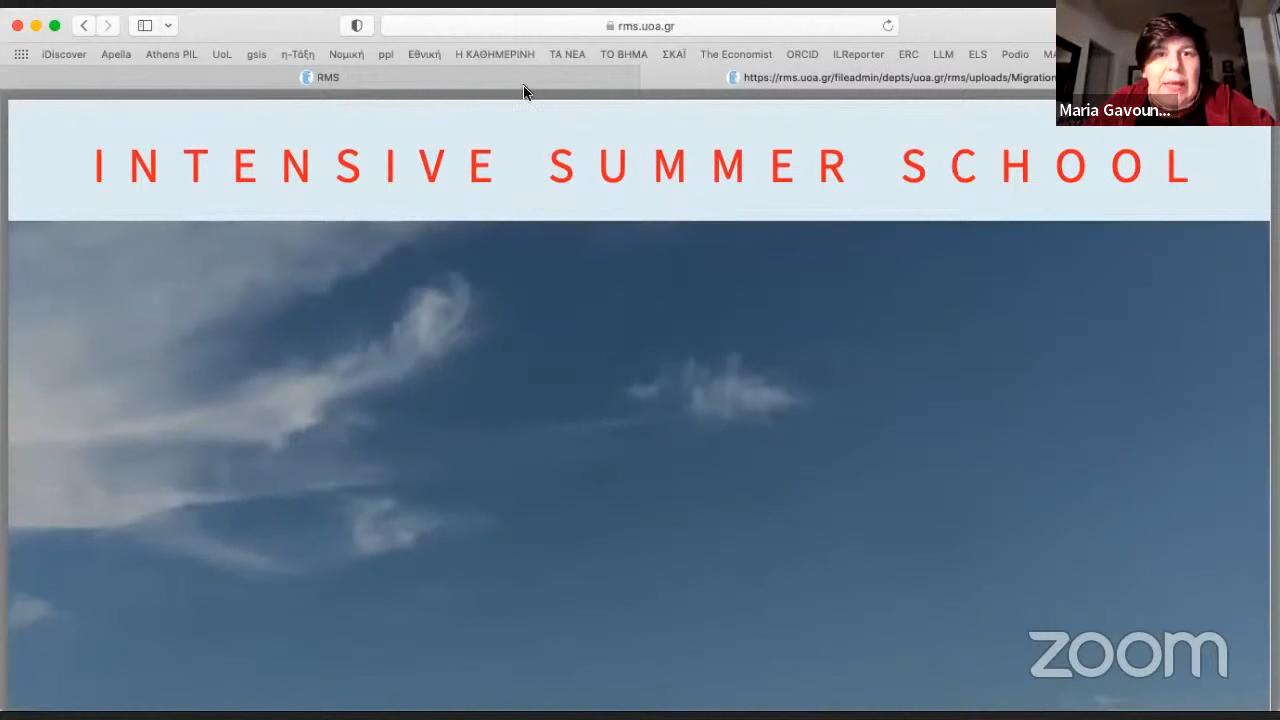 rms.uoa.gr
iDiscover Apella Athens PIL UoL gsis η-Τάξη Νομική ppl Εθνική Η ΚΑΘΗΜΕΡΙΝΗ ΤΑ ΝΕΑ ΤΟ ΒΗΜΑ ΣΚΑΪ The Economist ORCID ILReporter ERC LLM ELS Podio MA
RMS https://rms.uoa.gr/fileadmin/depts/uoa.gr/rms/uploads/Migration
Maria Gavoun...
INTENSIVE SUMMER SCHOOL
zoom